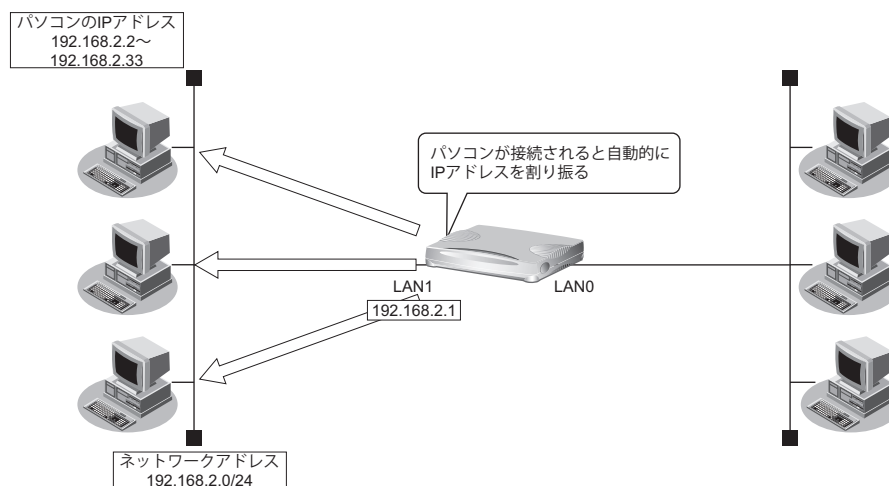 パソコンのIPアドレス
192.168.2.2～
192.168.2.33
パソコンが接続されると自動的に
IPアドレスを割り振る
LAN1
LAN0
192.168.2.1
ネットワークアドレス
192.168.2.0/24